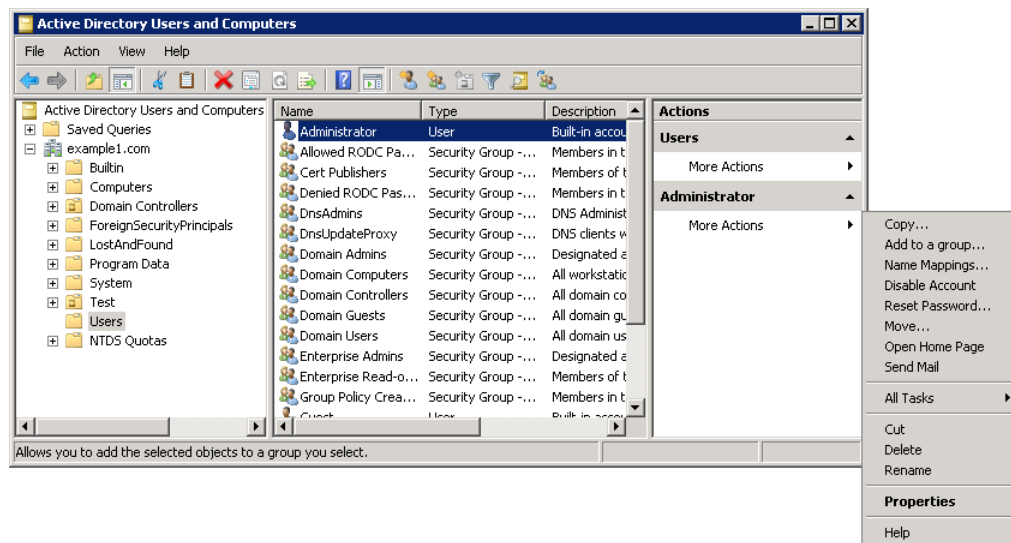 Active Directory Users and Computers
File Action View Help
Active Directory Users and Computers
Saved Queries
example1.com
Builtin
Computers
Domain Controllers
ForeignSecurityPrincipals
LostAndFound
Program Data
System
Test
Users
NTDS Quotas
Name Type Description
Administrator User Built-in accou
Allowed RODC Pa... Security Group -... Members in t
Cert Publishers Security Group -... Members of t
Denied RODC Pas... Security Group -... Members in t
DnsAdmins Security Group -... DNS Administ
DnsUpdateProxy Security Group -... DNS clients w
Domain Admins Security Group -... Designated a
Domain Computers Security Group -... All workstatio
Domain Controllers Security Group -... All domain co
Domain Guests Security Group -... All domain gu
Domain Users Security Group -... All domain us
Enterprise Admins Security Group -... Designated a
Enterprise Read-o... Security Group -... Members of t
Group Policy Crea... Security Group -... Members in t
Guest User Built-in accou
Actions
Users
More Actions
Administrator
More Actions
Copy...
Add to a group...
Name Mappings...
Disable Account
Reset Password...
Move...
Open Home Page
Send Mail
All Tasks
Cut
Delete
Rename
Properties
Help
Allows you to add the selected objects to a group you select.